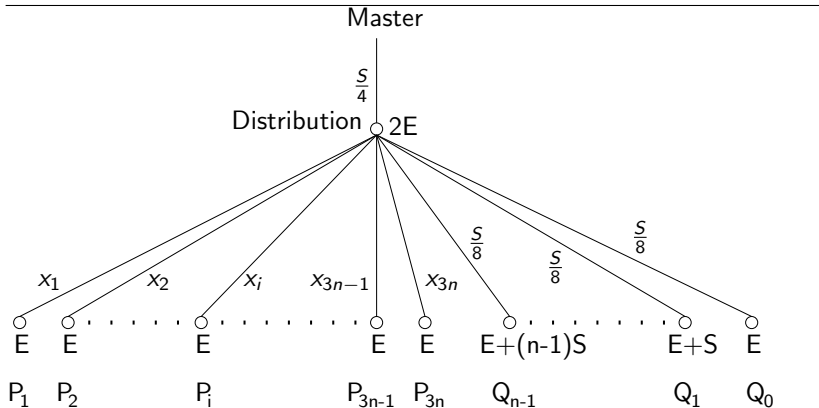 Master
S/4
Distribution 2E
S/8
S/8
S/8
x₁ x₂ xᵢ x₃ₙ₋₁ x₃ₙ
E E E E E E+(n-1)S E+S E
P₁ P₂ Pᵢ P₃ₙ₋₁ P₃ₙ Qₙ₋₁ Q₁ Q₀